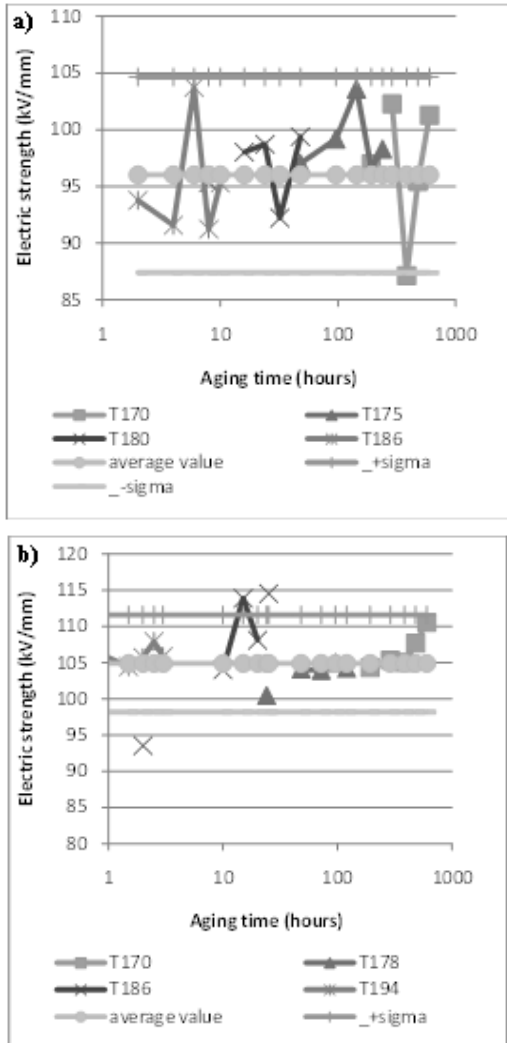 a)
Electric strength (kV/mm)
110
105
100
95
90
85
1 10 100 1000
Aging time (hours)
T170 T175
T180 T186
average value _+sigma
_-sigma
b)
Electric strength (kV/mm)
120
115
110
105
100
95
90
85
80
1 10 100 1000
Aging time (hours)
T170 T178
T186 T194
average value _+sigma